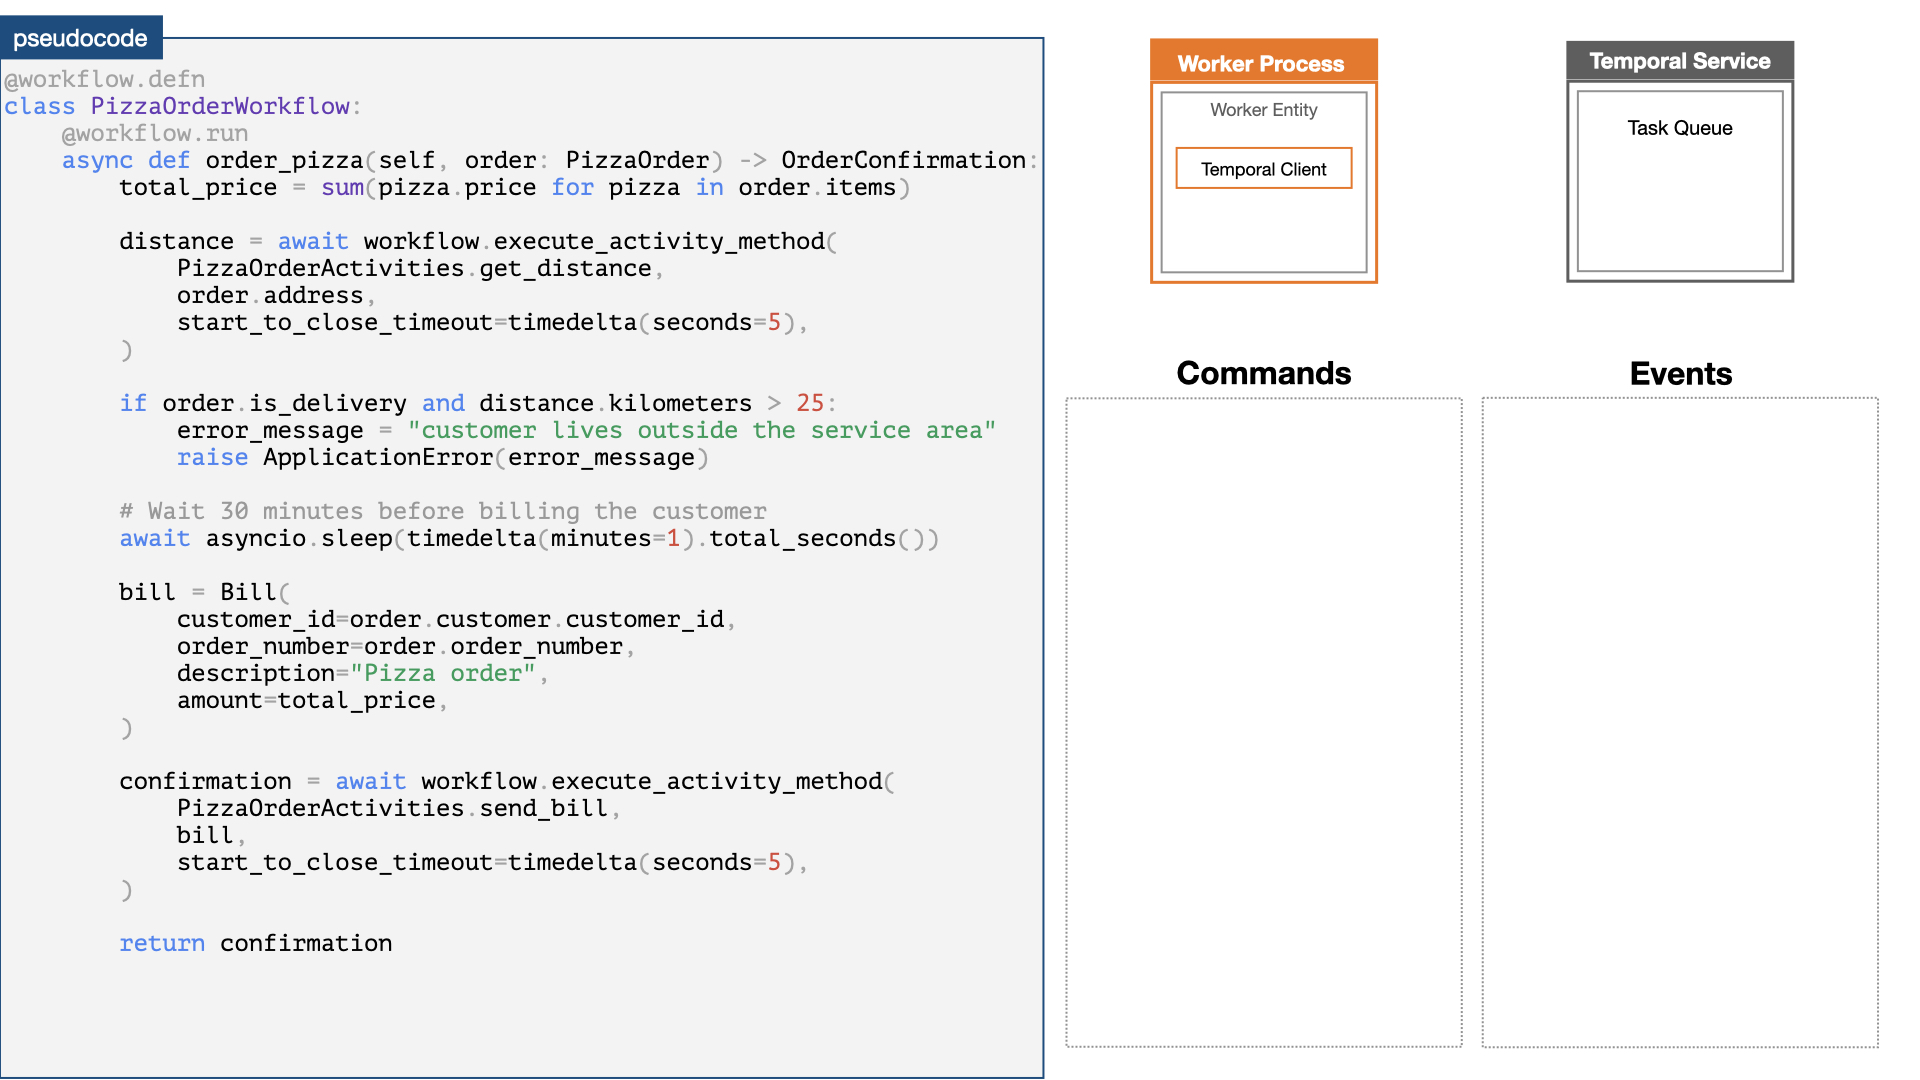 pseudocode
@workflow.defn
class PizzaOrderWorkflow:
    @workflow.run
    async def order_pizza(self, order: PizzaOrder) -> OrderConfirmation:
        total_price = sum(pizza.price for pizza in order.items)

        distance = await workflow.execute_activity_method(
            PizzaOrderActivities.get_distance,
            order.address,
            start_to_close_timeout=timedelta(seconds=5),
        )

        if order.is_delivery and distance.kilometers > 25:
            error_message = "customer lives outside the service area"
            raise ApplicationError(error_message)

        # Wait 30 minutes before billing the customer
        await asyncio.sleep(timedelta(minutes=1).total_seconds())

        bill = Bill(
            customer_id=order.customer.customer_id,
            order_number=order.order_number,
            description="Pizza order",
            amount=total_price,
        )

        confirmation = await workflow.execute_activity_method(
            PizzaOrderActivities.send_bill,
            bill,
            start_to_close_timeout=timedelta(seconds=5),
        )

        return confirmation
Worker Process
Worker Entity
Temporal Client
Temporal Service
Task Queue
Commands
Events